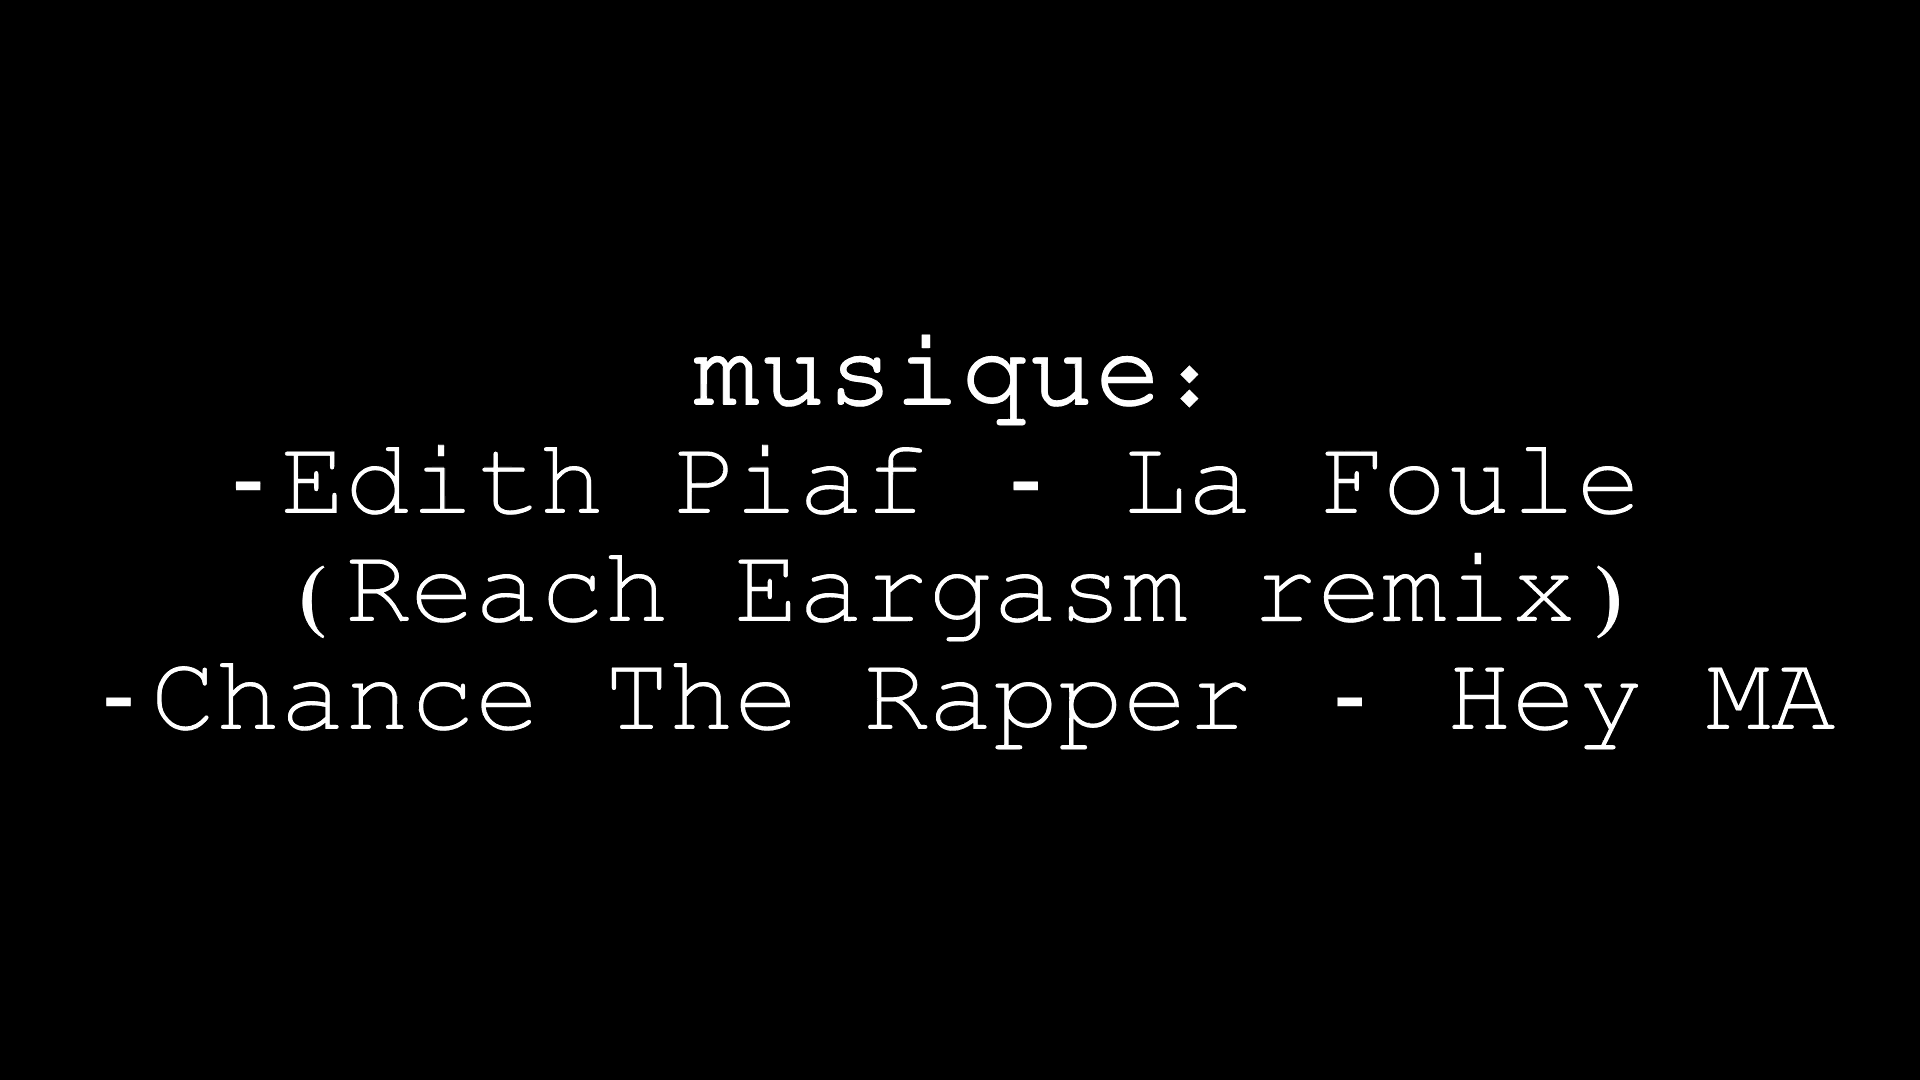 musique:
-Edith Piaf - La Foule
(Reach Eargasm remix)
-Chance The Rapper - Hey MA